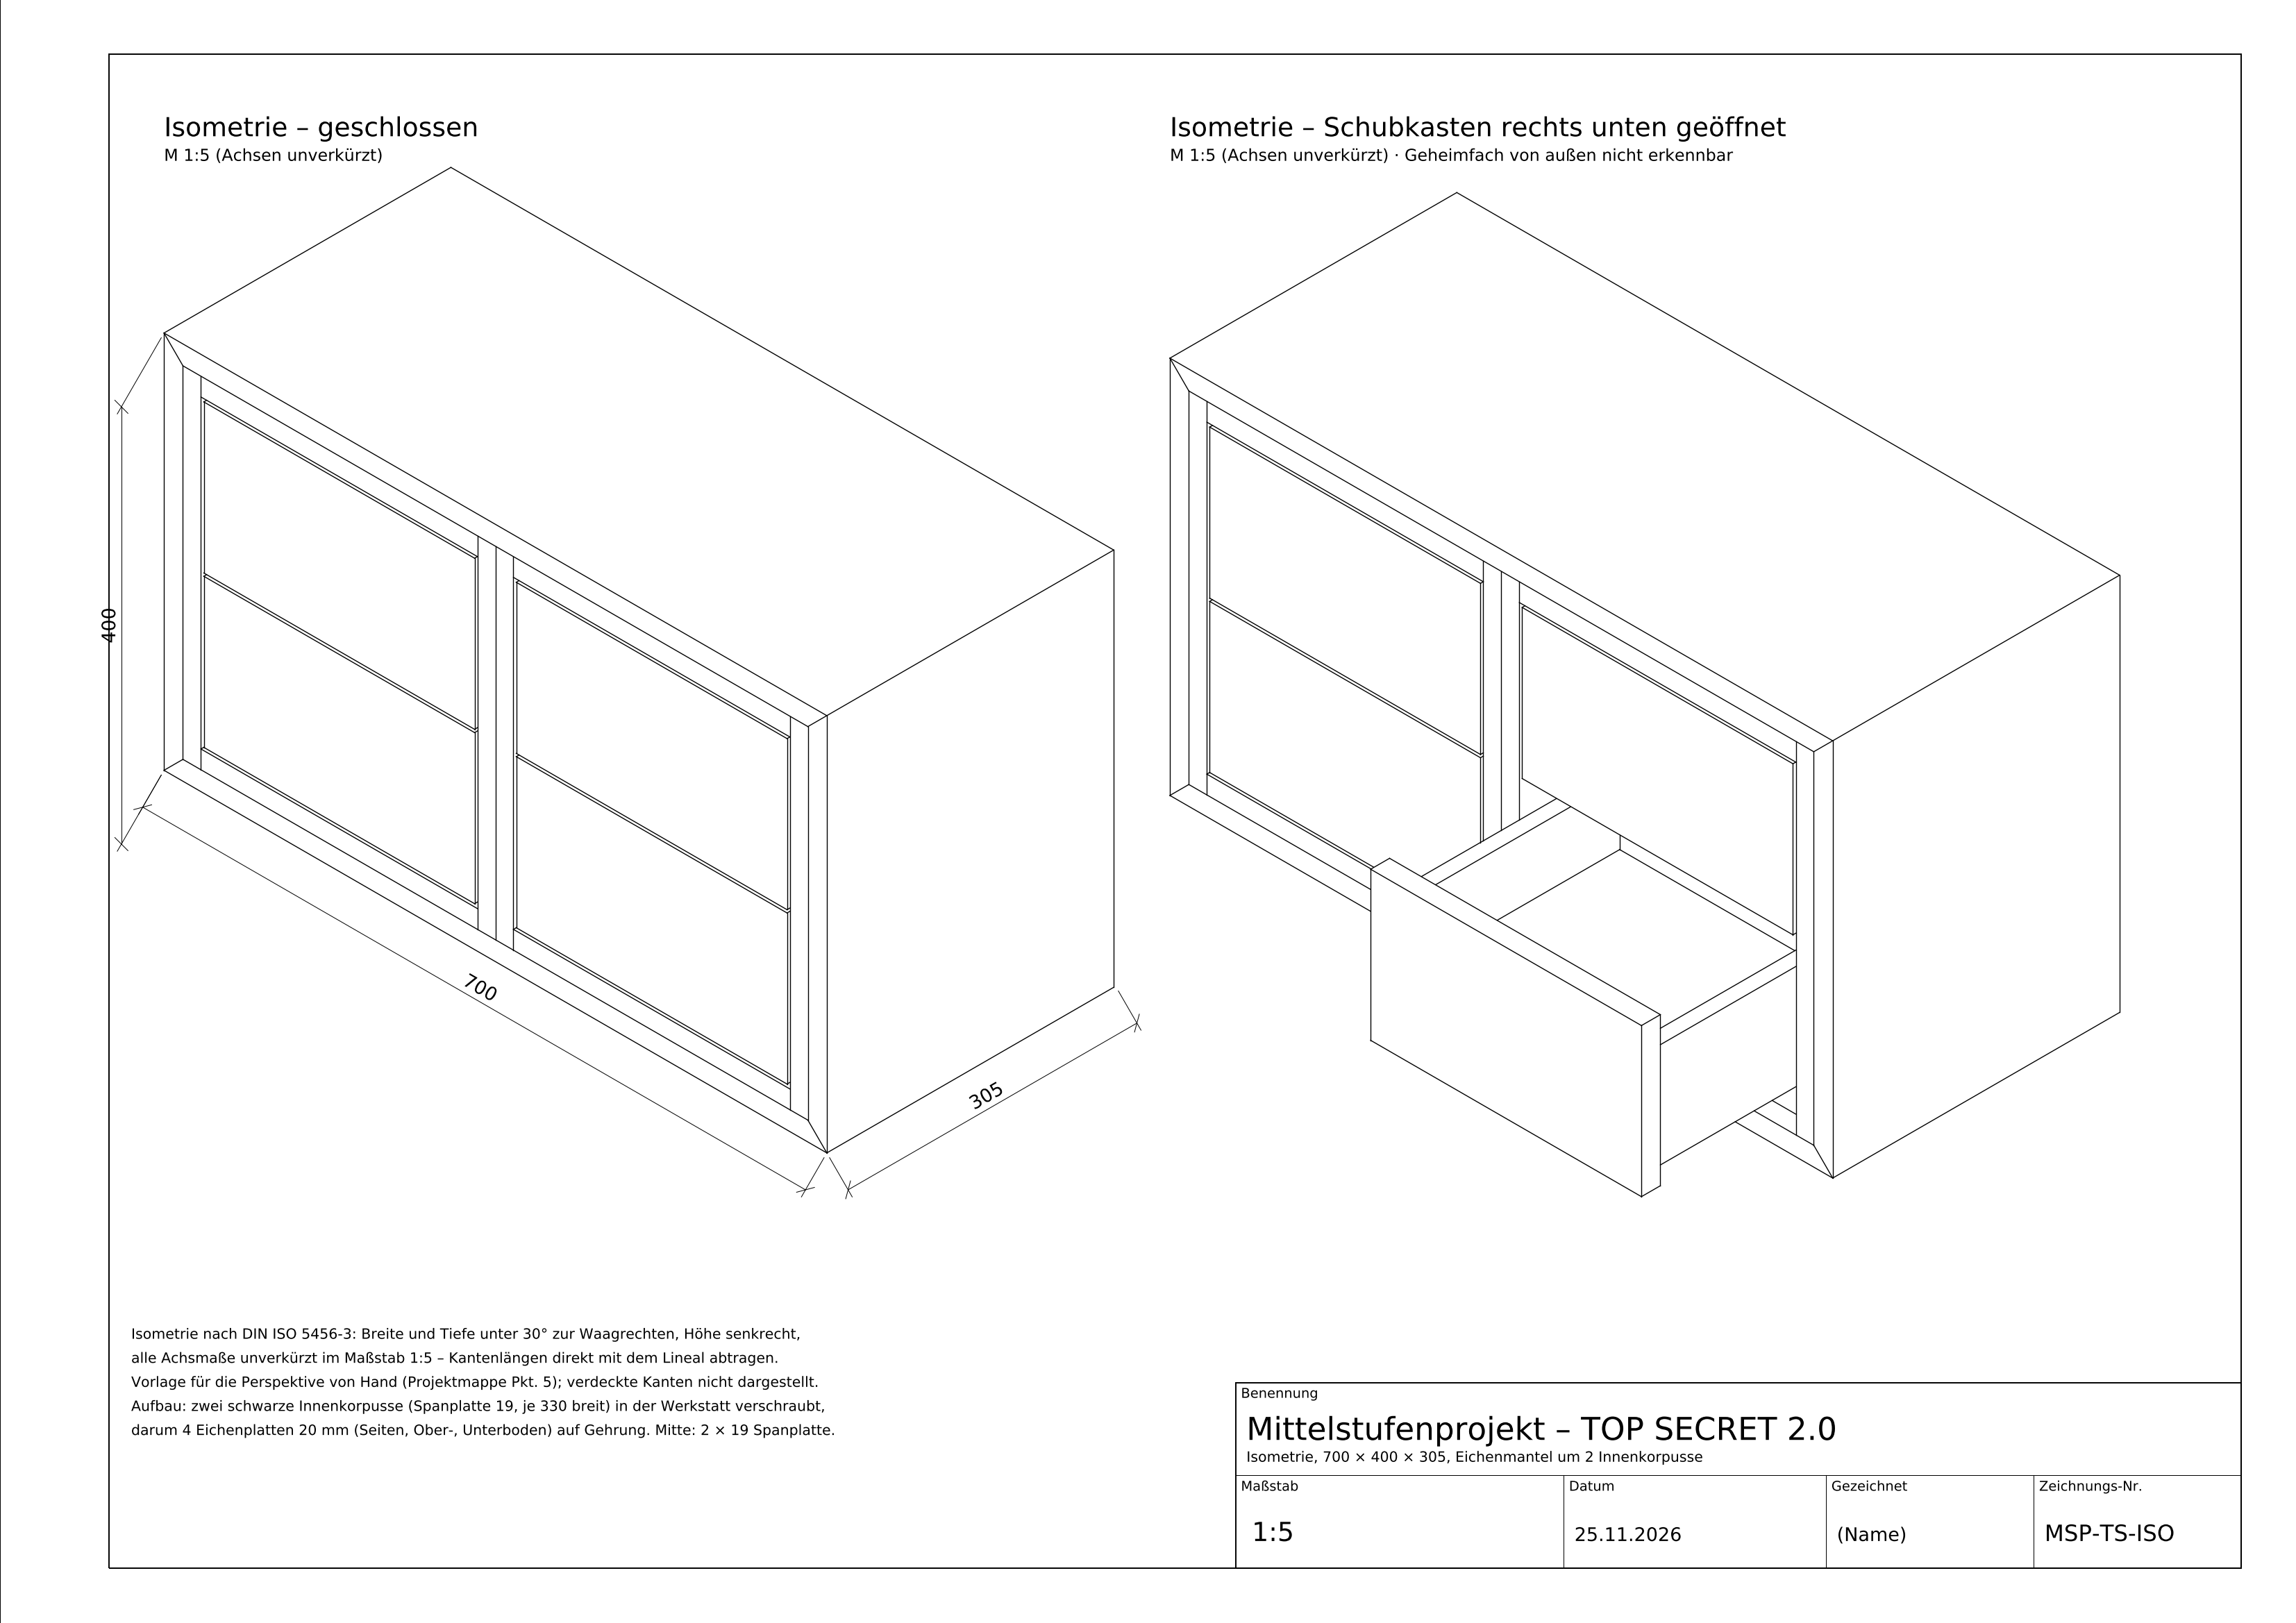 Isometrie – geschlossen
M 1:5 (Achsen unverkürzt)
Isometrie – Schubkasten rechts unten geöffnet
M 1:5 (Achsen unverkürzt) · Geheimfach von außen nicht erkennbar
400
700
305
Isometrie nach DIN ISO 5456-3: Breite und Tiefe unter 30° zur Waagrechten, Höhe senkrecht,
alle Achsmaße unverkürzt im Maßstab 1:5 – Kantenlängen direkt mit dem Lineal abtragen.
Vorlage für die Perspektive von Hand (Projektmappe Pkt. 5); verdeckte Kanten nicht dargestellt.
Aufbau: zwei schwarze Innenkorpusse (Spanplatte 19, je 330 breit) in der Werkstatt verschraubt,
darum 4 Eichenplatten 20 mm (Seiten, Ober-, Unterboden) auf Gehrung. Mitte: 2 × 19 Spanplatte.
Benennung
Mittelstufenprojekt – TOP SECRET 2.0
Isometrie, 700 × 400 × 305, Eichenmantel um 2 Innenkorpusse
Maßstab
1:5
Datum
25.11.2026
Gezeichnet
(Name)
Zeichnungs-Nr.
MSP-TS-ISO